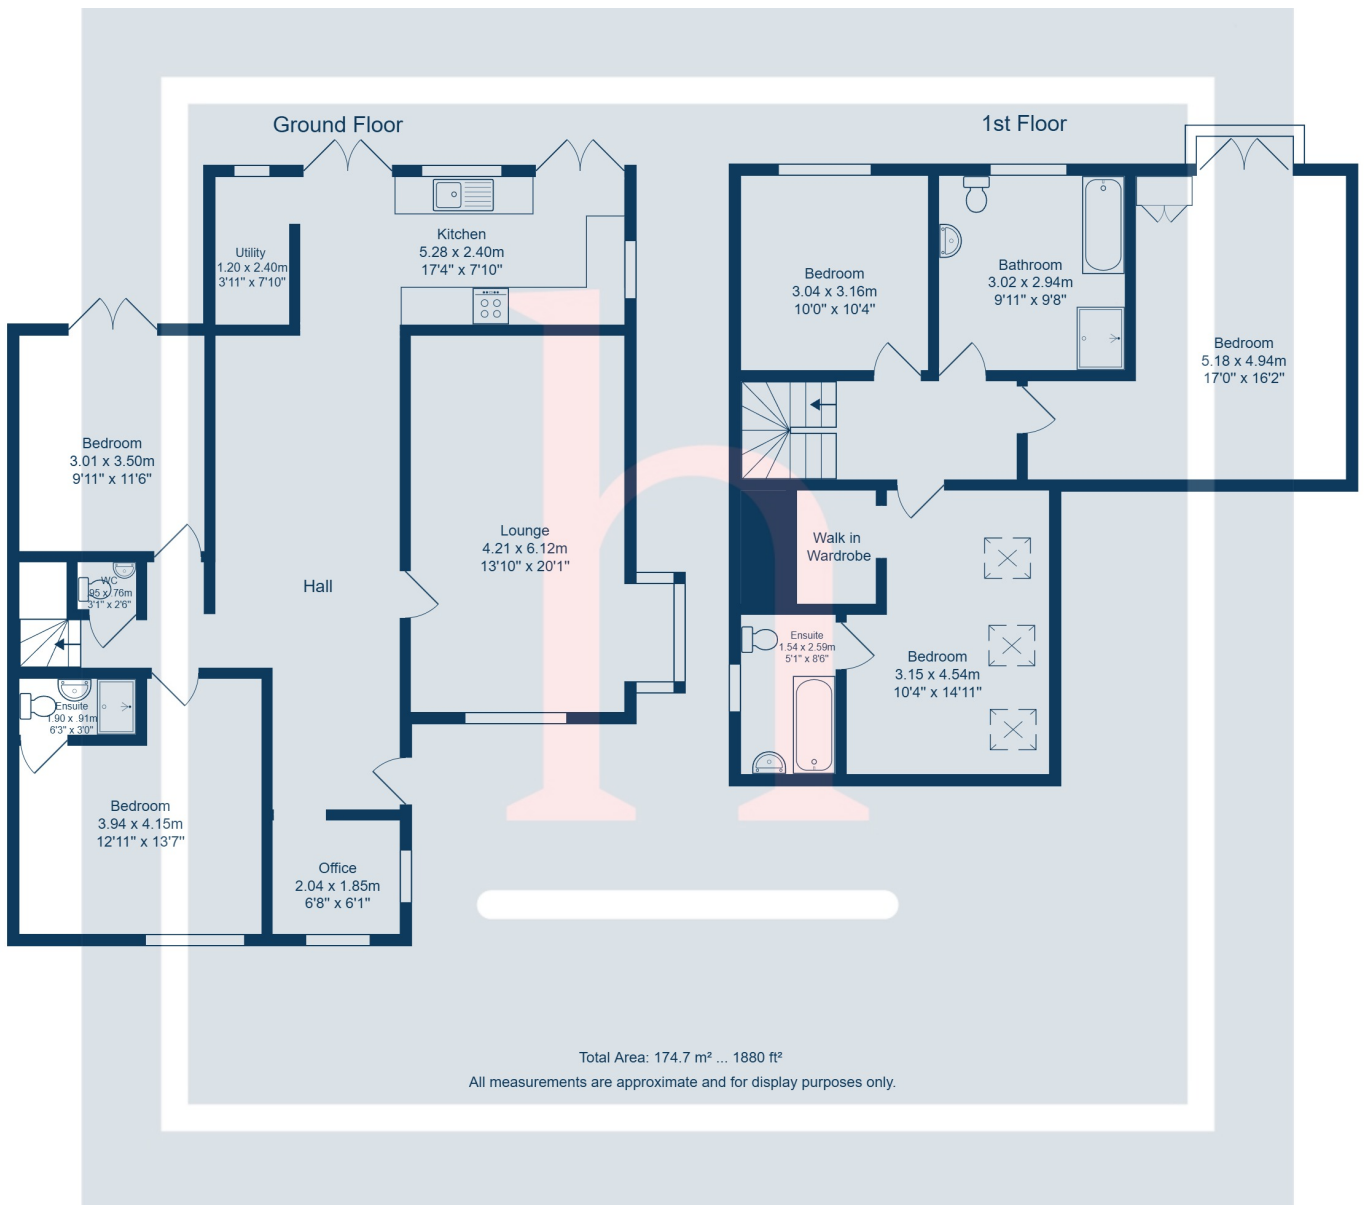 Ground Floor
1st Floor
Utility
1.20 x 2.40m
3'11" x 7'10"
Kitchen
5.28 x 2.40m
17'4" x 7'10"
Bedroom
3.01 x 3.50m
9'11" x 11'6"
Lounge
4.21 x 6.12m
13'10" x 20'1"
Hall
WC
.95 x .76m
3'1" x 2'6"
Ensuite
1.90 x .91m
6'3" x 3'0"
Bedroom
3.94 x 4.15m
12'11" x 13'7"
Office
2.04 x 1.85m
6'8" x 6'1"
Bedroom
3.04 x 3.16m
10'0" x 10'4"
Bathroom
3.02 x 2.94m
9'11" x 9'8"
Bedroom
5.18 x 4.94m
17'0" x 16'2"
Walk in
Wardrobe
Ensuite
1.54 x 2.59m
5'1" x 8'6"
Bedroom
3.15 x 4.54m
10'4" x 14'11"
h
Total Area: 174.7 m² ... 1880 ft²
All measurements are approximate and for display purposes only.